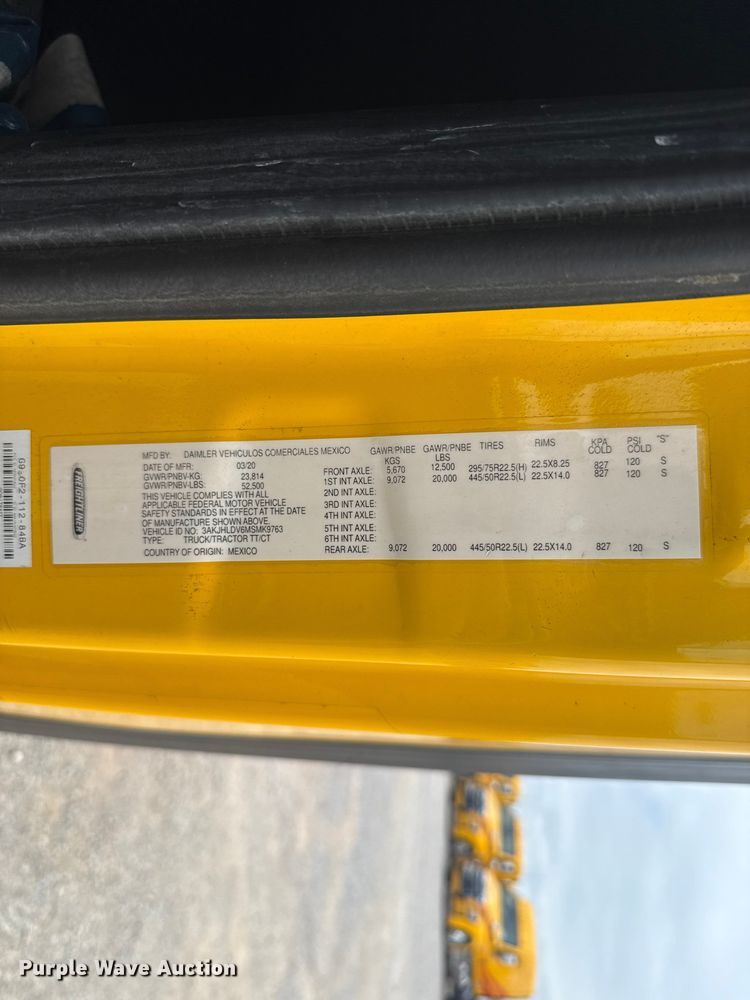 FREIGHTLINER
MFD BY: DAIMLER VEHICULOS COMERCIALES MEXICO
DATE OF MFR: 03/20
GVWR/PNBV-KG: 23,814
GVWR/PNBV-LBS: 52,500
THIS VEHICLE COMPLIES WITH ALL
APPLICABLE FEDERAL MOTOR VEHICLE
SAFETY STANDARDS IN EFFECT AT THE DATE
OF MANUFACTURE SHOWN ABOVE.
VEHICLE ID NO: 3AKJHLDV6MSMK9763
TYPE: TRUCK/TRACTOR TT/CT
COUNTRY OF ORIGIN: MEXICO
GAWR/PNBE KGS GAWR/PNBE LBS TIRES RIMS KPA COLD PSI COLD "S"
FRONT AXLE: 5,670 12,500 295/75R22.5(H) 22.5X8.25 827 120 S
1ST INT AXLE: 9,072 20,000 445/50R22.5(L) 22.5X14.0 827 120 S
2ND INT AXLE:
3RD INT AXLE:
4TH INT AXLE:
5TH INT AXLE:
6TH INT AXLE:
REAR AXLE: 9,072 20,000 445/50R22.5(L) 22.5X14.0 827 120 S
Purple Wave Auction